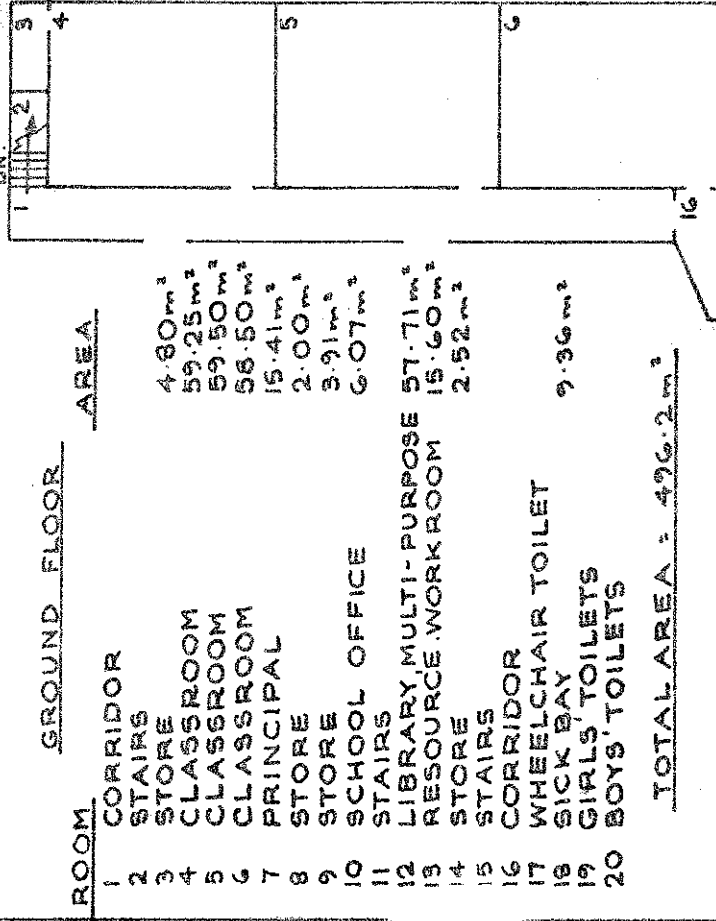 GROUND FLOOR
ROOM AREA
1 CORRIDOR
2 STAIRS
3 STORE 4.80m²
4 CLASSROOM 59.25m²
5 CLASSROOM 59.50m²
6 CLASSROOM 58.50m²
7 PRINCIPAL 15.41m²
8 STORE 2.00m²
9 STORE 3.91m²
10 SCHOOL OFFICE 6.07m²
11 STAIRS
12 LIBRARY, MULTI-PURPOSE 57.71m²
13 RESOURCE WORKROOM 15.60m²
14 STORE 2.52m²
15 STAIRS
16 CORRIDOR
17 WHEELCHAIR TOILET
18 SICK BAY 9.36m²
19 GIRLS' TOILETS
20 BOYS' TOILETS
TOTAL AREA = 496.2m²
DN.
1
2
3
4
5
6
16